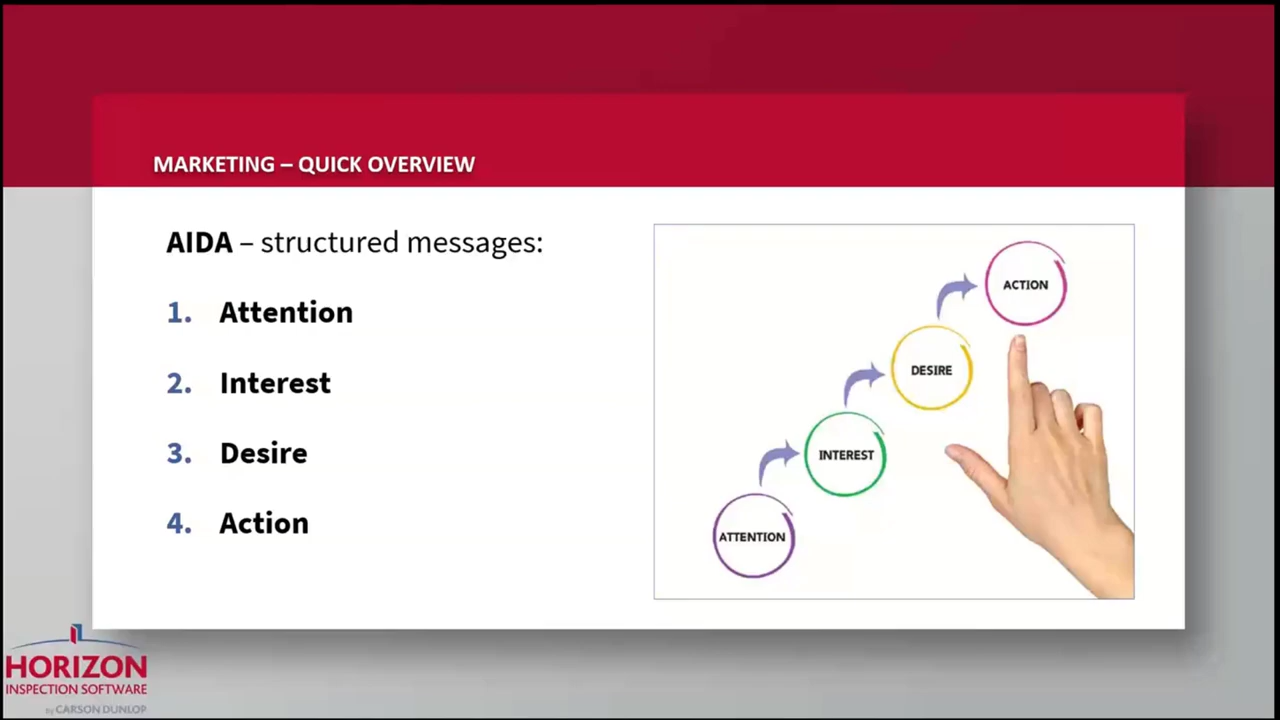 MARKETING – QUICK OVERVIEW
AIDA – structured messages:
1. Attention
2. Interest
3. Desire
4. Action
ACTION
DESIRE
INTEREST
ATTENTION
HORIZON
INSPECTION SOFTWARE
by CARSON DUNLOP